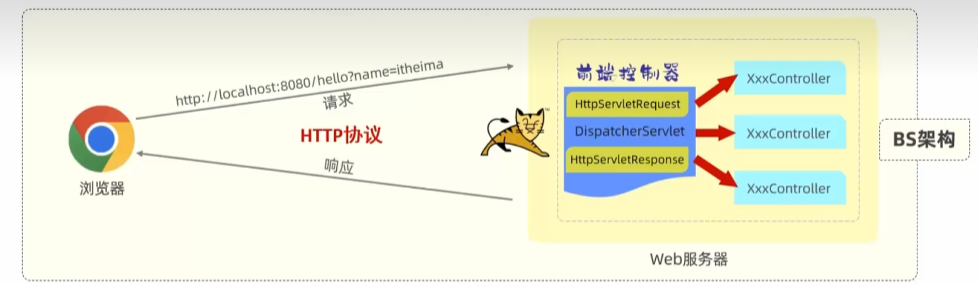 http://localhost:8080/hello?name=itheima
请求
HTTP协议
响应
浏览器
前端控制器
HttpServletRequest
DispatcherServlet
HttpServletResponse
XxxController
XxxController
XxxController
Web服务器
BS架构